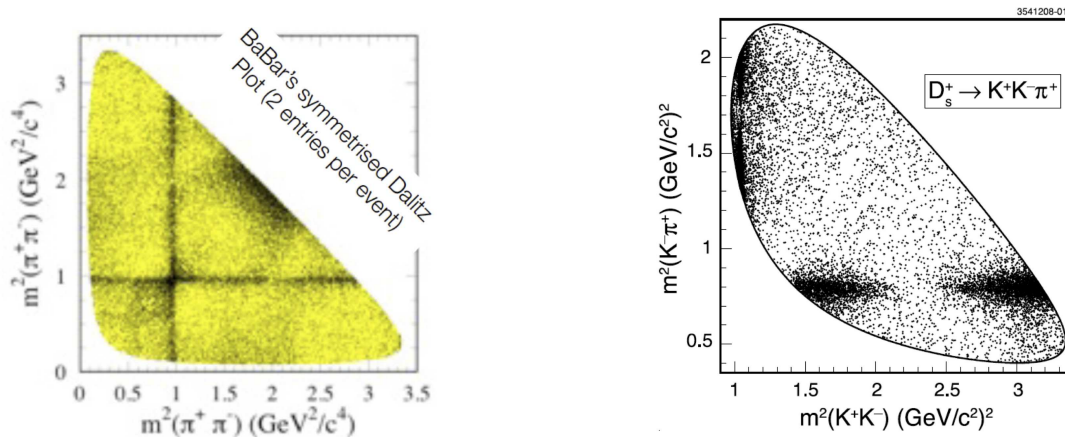 BaBar's symmetrised Dalitz
Plot (2 entries per event)
m²(π⁺π⁻) (GeV²/c⁴)
3
2
1
0
0 0.5 1 1.5 2 2.5 3 3.5
m²(π⁺ π⁻) (GeV²/c⁴)
3541208-01
D⁺ₛ → K⁺K⁻π⁺
m²(K⁻π⁺) (GeV/c²)²
2
1.5
1
0.5
1 1.5 2 2.5 3
m²(K⁺K⁻) (GeV/c²)²